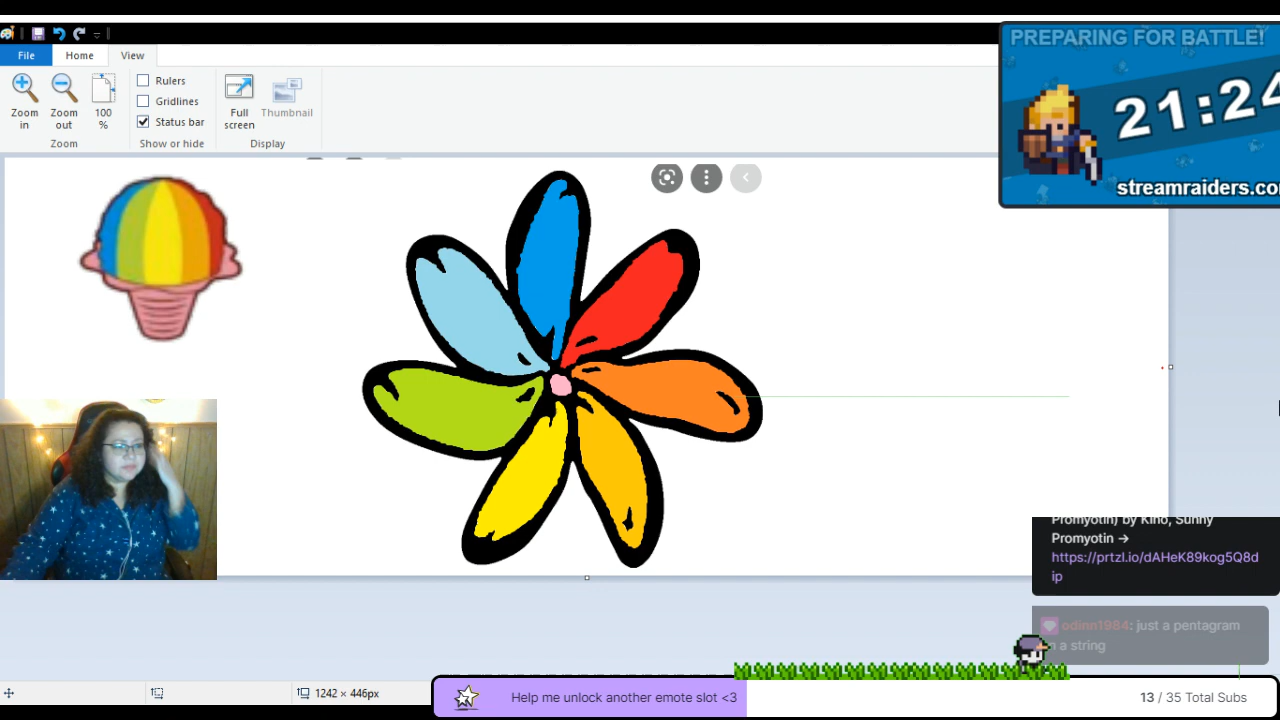 PREPARING FOR BATTLE!
File Home View
Rulers
Gridlines
Status bar
Zoom in
Zoom out
100 %
Full screen
Thumbnail
Zoom
Show or hide
Display
21:24
streamraiders.co
Promyotin) by Kino, Sunny
Promyotin →
https://prtzl.io/dAHeK89kog5Q8d
ip
odinn1984: just a pentagram
a string
1242 × 446px
Help me unlock another emote slot <3
13 / 35 Total Subs